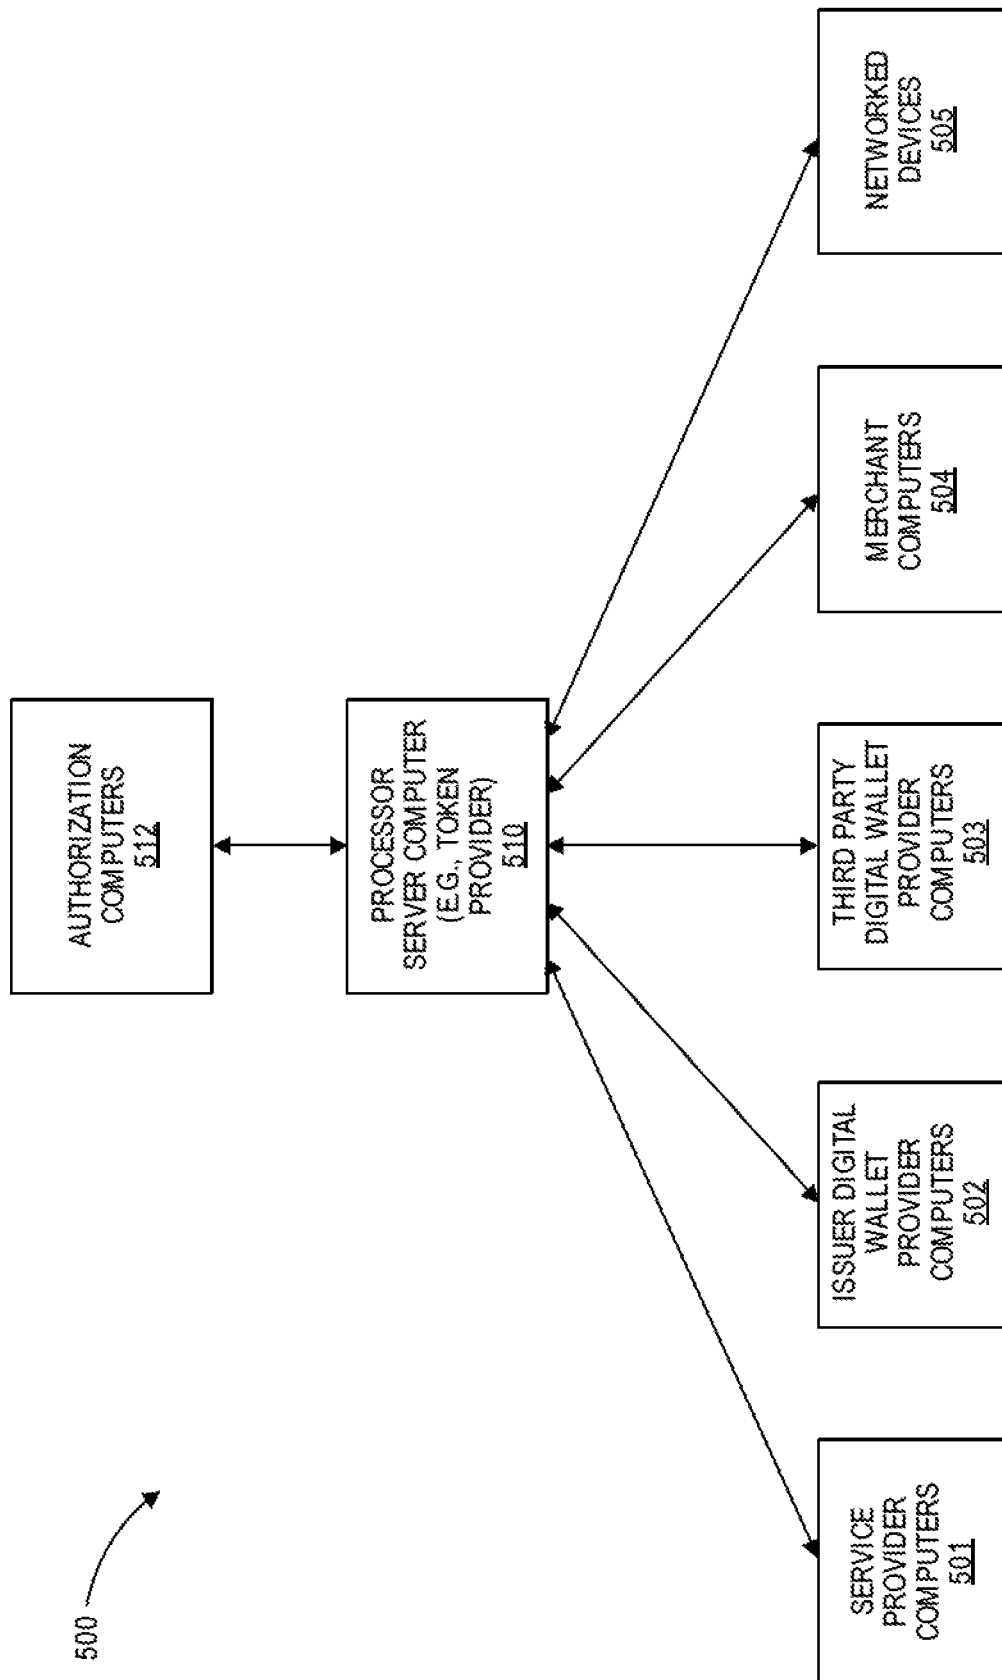 500
AUTHORIZATION
COMPUTERS
512
PROCESSOR
SERVER COMPUTER
(E.G., TOKEN
PROVIDER)
510
SERVICE
PROVIDER
COMPUTERS
501
ISSUER DIGITAL
WALLET
PROVIDER
COMPUTERS
502
THIRD PARTY
DIGITAL WALLET
PROVIDER
COMPUTERS
503
MERCHANT
COMPUTERS
504
NETWORKED
DEVICES
505